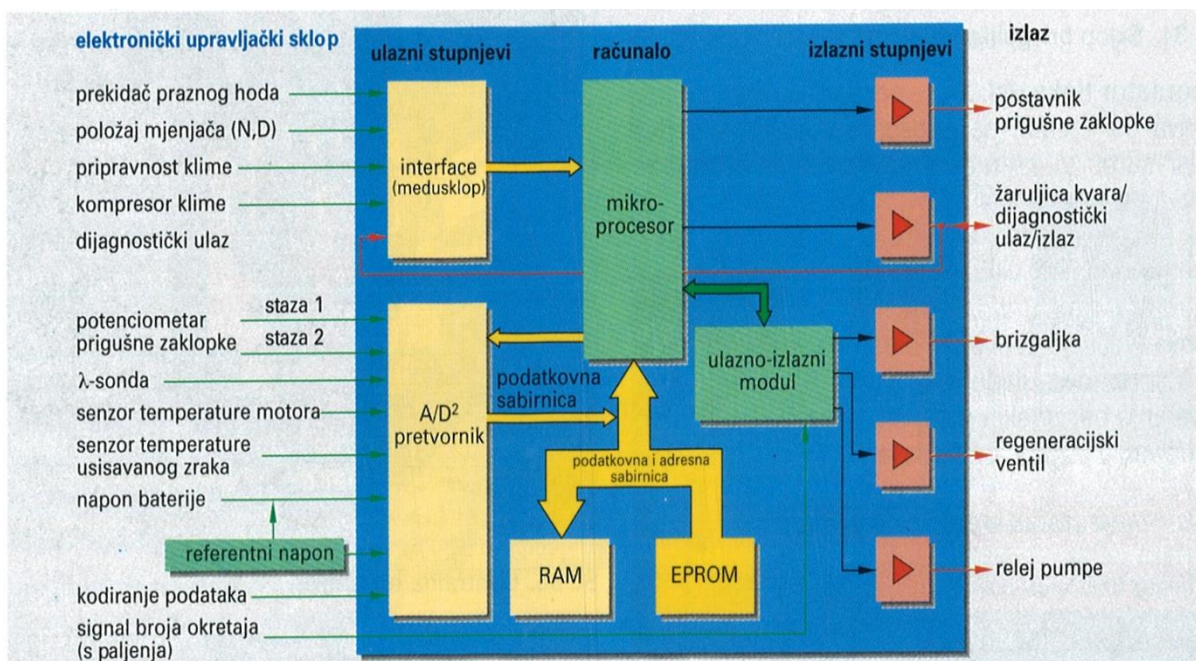 elektronički upravljački sklop
ulazni stupnjevi
računalo
izlazni stupnjevi
izlaz
prekidač praznog hoda
položaj mjenjača (N,D)
pripravnost klime
kompresor klime
dijagnostički ulaz
interface
(medusklop)
mikro-
procesor
postavnik
prigušne zaklopke
žaruljica kvara/
dijagnostički
ulaz/izlaz
potenciometar
prigušne zaklopke
staza 1
staza 2
λ-sonda
senzor temperature motora
senzor temperature
usisavanog zraka
napon baterije
referentni napon
kodiranje podataka
signal broja okretaja
(s paljenja)
A/D²
pretvornik
podatkovna
sabirnica
podatkovna i adresna
sabirnica
RAM
EPROM
ulazno-izlazni
modul
brizgaljka
regeneracijski
ventil
relej pumpe